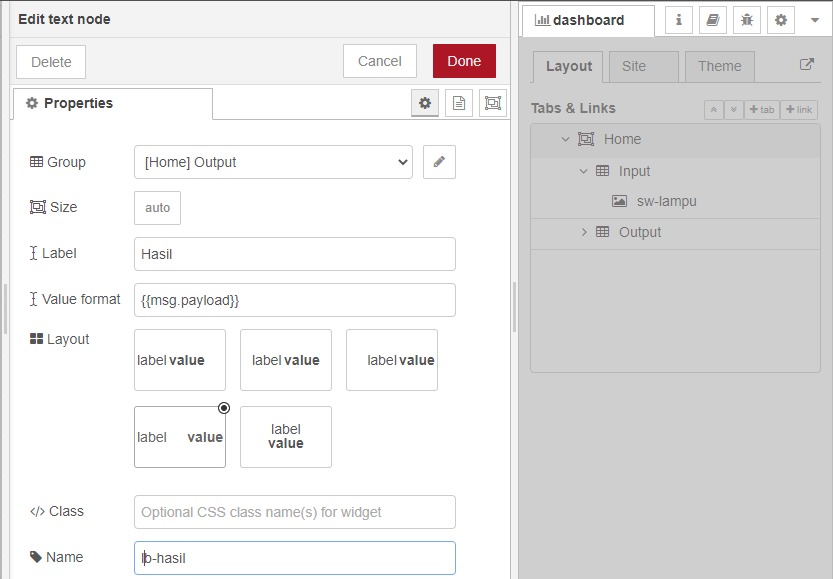 Edit text node
Delete
Cancel
Done
Properties
Group
[Home] Output
Size
auto
Label
Hasil
Value format
{{msg.payload}}
Layout
label value
label value
label value
label value
label
value
Class
Optional CSS class name(s) for widget
Name
lb-hasil
dashboard
i
Layout
Site
Theme
Tabs & Links
+ tab
+ link
Home
Input
sw-lampu
Output